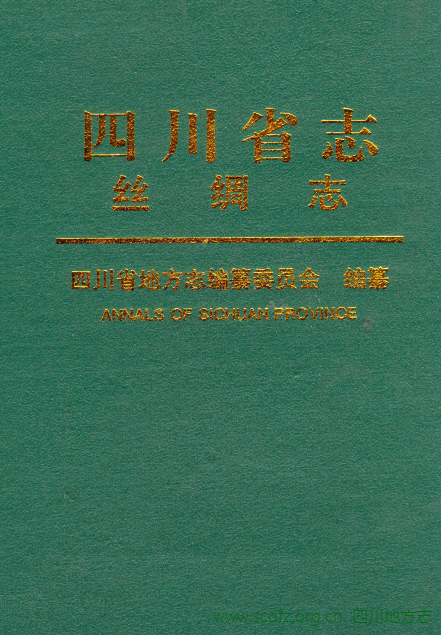 四川省志
丝绸志
四川省地方志编纂委员会 编纂
ANNALS OF SICHUAN PROVINCE
www.scdfz.org.cn 四川地方志